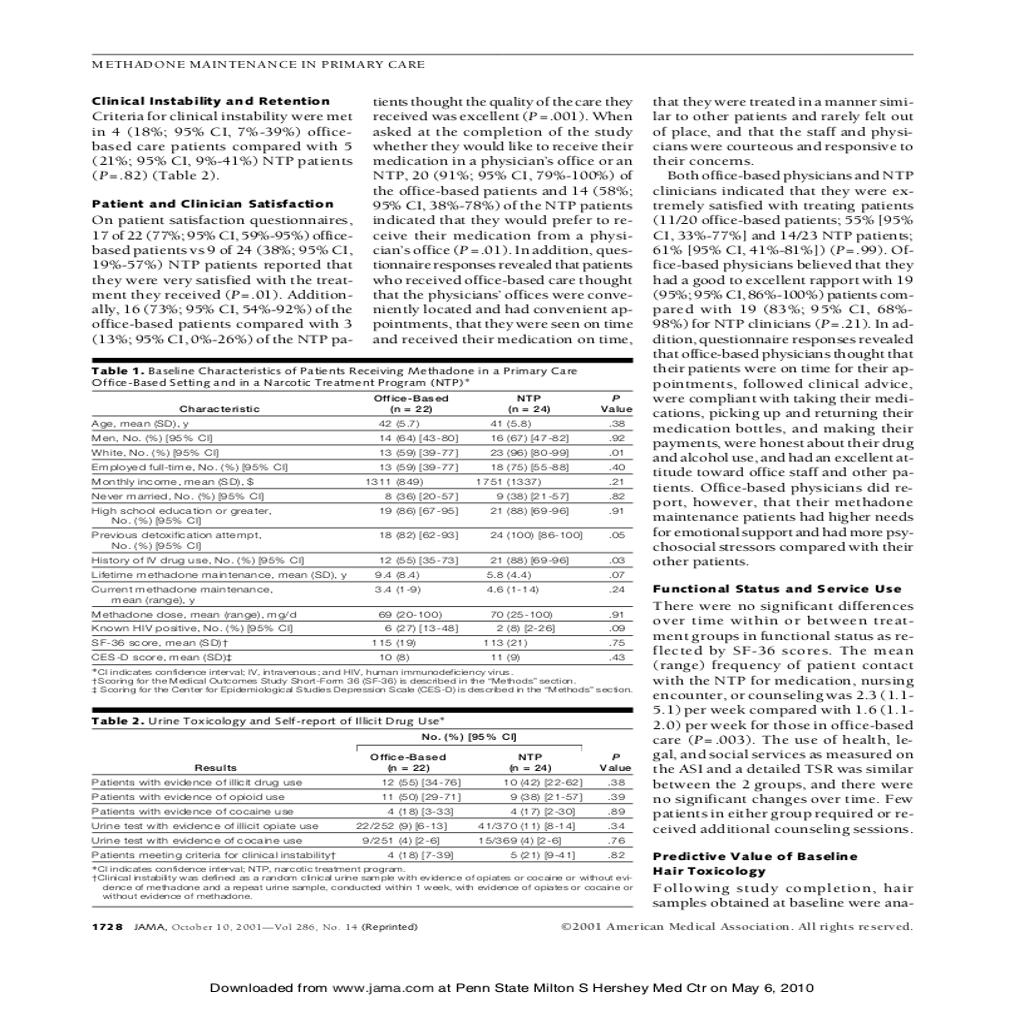 METHADONE MAINTENANCE IN PRIMARY CARE
Clinical Instability and Retention
Criteria for clinical instability were met
in 4 (18%; 95% CI, 7%-39%) office-
based care patients compared with 5
(21%; 95% CI, 9%-41%) NTP patients
(P=.82) (Table 2).
Patient and Clinician Satisfaction
On patient satisfaction questionnaires,
17 of 22 (77%; 95% CI, 59%-95%) office-
based patients vs 9 of 24 (38%; 95% CI,
19%-57%) NTP patients reported that
they were very satisfied with the treat-
ment they received (P=.01). Addition-
ally, 16 (73%; 95% CI, 54%-92%) of the
office-based patients compared with 3
(13%; 95% CI, 0%-26%) of the NTP pa-
tients thought the quality of the care they
received was excellent (P=.001). When
asked at the completion of the study
whether they would like to receive their
medication in a physician's office or an
NTP, 20 (91%; 95% CI, 79%-100%) of
the office-based patients and 14 (58%;
95% CI, 38%-78%) of the NTP patients
indicated that they would prefer to re-
ceive their medication from a physi-
cian's office (P=.01). In addition, ques-
tionnaire responses revealed that patients
who received office-based care thought
that the physicians' offices were conve-
niently located and had convenient ap-
pointments, that they were seen on time
and received their medication on time,
that they were treated in a manner simi-
lar to other patients and rarely felt out
of place, and that the staff and physi-
cians were courteous and responsive to
their concerns.
Both office-based physicians and NTP
clinicians indicated that they were ex-
tremely satisfied with treating patients
(11/20 office-based patients; 55% [95%
CI, 33%-77%] and 14/23 NTP patients;
61% [95% CI, 41%-81%]) (P=.99). Of-
fice-based physicians believed that they
had a good to excellent rapport with 19
(95%; 95% CI, 86%-100%) patients com-
pared with 19 (83%; 95% CI, 68%-
98%) for NTP clinicians (P=.21). In ad-
dition, questionnaire responses revealed
that office-based physicians thought that
their patients were on time for their ap-
pointments, followed clinical advice,
were compliant with taking their medi-
cations, picking up and returning their
medication bottles, and making their
payments, were honest about their drug
and alcohol use, and had an excellent at-
titude toward office staff and other pa-
tients. Office-based physicians did re-
port, however, that their methadone
maintenance patients had higher needs
for emotional support and had more psy-
chosocial stressors compared with their
other patients.
Functional Status and Service Use
There were no significant differences
over time within or between treat-
ment groups in functional status as re-
flected by SF-36 scores. The mean
(range) frequency of patient contact
with the NTP for medication, nursing
encounter, or counseling was 2.3 (1.1-
5.1) per week compared with 1.6 (1.1-
2.0) per week for those in office-based
care (P=.003). The use of health, le-
gal, and social services as measured on
the ASI and a detailed TSR was similar
between the 2 groups, and there were
no significant changes over time. Few
patients in either group required or re-
ceived additional counseling sessions.
Predictive Value of Baseline
Hair Toxicology
Following study completion, hair
samples obtained at baseline were ana-
Table 1. Baseline Characteristics of Patients Receiving Methadone in a Primary Care
Office-Based Setting and in a Narcotic Treatment Program (NTP)*
Characteristic Office-Based (n = 22) NTP (n = 24) P Value
Age, mean (SD), y 42 (5.7) 41 (5.8) .38
Men, No. (%) [95% CI] 14 (64) [43-80] 16 (67) [47-82] .92
White, No. (%) [95% CI] 13 (59) [39-77] 23 (96) [80-99] .01
Employed full-time, No. (%) [95% CI] 13 (59) [39-77] 18 (75) [55-88] .40
Monthly income, mean (SD), $ 1311 (849) 1751 (1337) .21
Never married, No. (%) [95% CI] 8 (36) [20-57] 9 (38) [21-57] .82
High school education or greater, 19 (86) [67-95] 21 (88) [69-96] .91
No. (%) [95% CI]
Previous detoxification attempt, 18 (82) [62-93] 24 (100) [86-100] .05
No. (%) [95% CI]
History of IV drug use, No. (%) [95% CI] 12 (55) [35-73] 21 (88) [69-96] .03
Lifetime methadone maintenance, mean (SD), y 9.4 (8.4) 5.8 (4.4) .07
Current methadone maintenance, 3.4 (1-9) 4.6 (1-14) .24
mean (range), y
Methadone dose, mean (range), mg/d 69 (20-100) 70 (25-100) .91
Known HIV positive, No. (%) [95% CI] 6 (27) [13-48] 2 (8) [2-26] .09
SF-36 score, mean (SD)† 115 (19) 113 (21) .75
CES-D score, mean (SD)‡ 10 (8) 11 (9) .43
*CI indicates confidence interval; IV, intravenous; and HIV, human immunodeficiency virus.
†Scoring for the Medical Outcomes Study Short-Form 36 (SF-36) is described in the "Methods" section.
‡ Scoring for the Center for Epidemiological Studies Depression Scale (CES-D) is described in the "Methods" section.
Table 2. Urine Toxicology and Self-report of Illicit Drug Use*
No. (%) [95% CI]
Results Office-Based (n = 22) NTP (n = 24) P Value
Patients with evidence of illicit drug use 12 (55) [34-76] 10 (42) [22-62] .38
Patients with evidence of opioid use 11 (50) [29-71] 9 (38) [21-57] .39
Patients with evidence of cocaine use 4 (18) [3-33] 4 (17) [2-30] .89
Urine test with evidence of illicit opiate use 22/252 (9) [6-13] 41/370 (11) [8-14] .34
Urine test with evidence of cocaine use 9/251 (4) [2-6] 15/369 (4) [2-6] .76
Patients meeting criteria for clinical instability† 4 (18) [7-39] 5 (21) [9-41] .82
*CI indicates confidence interval; NTP, narcotic treatment program.
†Clinical instability was defined as a random clinical urine sample with evidence of opiates or cocaine or without evi-
dence of methadone and a repeat urine sample, conducted within 1 week, with evidence of opiates or cocaine or
without evidence of methadone.
1728 JAMA, October 10, 2001—Vol 286, No. 14 (Reprinted)
©2001 American Medical Association. All rights reserved.
Downloaded from www.jama.com at Penn State Milton S Hershey Med Ctr on May 6, 2010